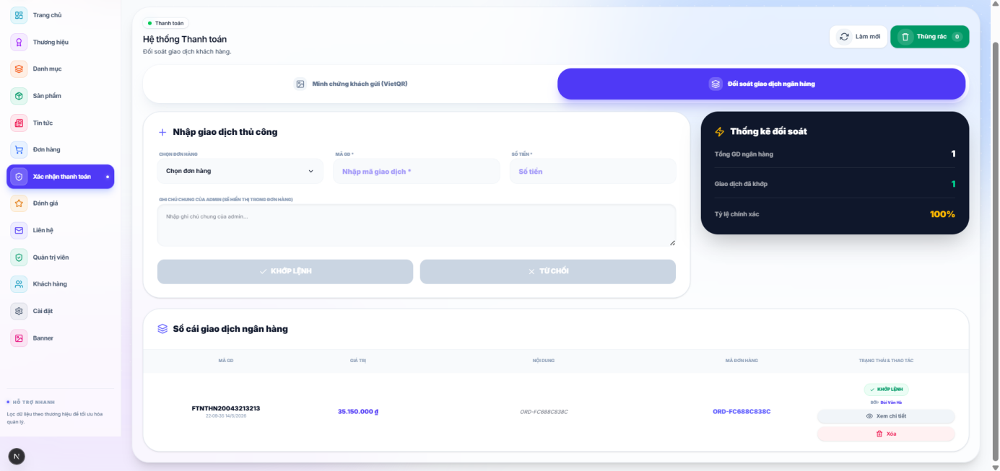 Trang chủ
Thương hiệu
Danh mục
Sản phẩm
Tin tức
Đơn hàng
Xác nhận thanh toán
Đánh giá
Liên hệ
Quản trị viên
Khách hàng
Cài đặt
Banner
HỖ TRỢ NHANH
Lọc dữ liệu theo thương hiệu để tối ưu hóa
quản lý.
N
Thanh toán
Hệ thống Thanh toán
Đối soát giao dịch khách hàng.
Làm mới
Thùng rác 0
Minh chứng khách gửi (VietQR)
Đối soát giao dịch ngân hàng
Nhập giao dịch thủ công
CHỌN ĐƠN HÀNG
MÃ GD *
SỐ TIỀN *
Chọn đơn hàng
Nhập mã giao dịch *
Số tiền
GHI CHÚ CHUNG CỦA ADMIN (SẼ HIỂN THỊ TRONG ĐƠN HÀNG)
Nhập ghi chú chung của admin...
KHỚP LỆNH
TỪ CHỐI
Thống kê đối soát
Tổng GD ngân hàng 1
Giao dịch đã khớp 1
Tỷ lệ chính xác 100%
Sổ cái giao dịch ngân hàng
MÃ GD GIÁ TRỊ NỘI DUNG MÃ ĐƠN HÀNG TRẠNG THÁI & THAO TÁC
FTNTHN20043213213
22:09:35 14/5/2026
35.150.000 ₫
ORD-FC688C838C
ORD-FC688C838C
KHỚP LỆNH
BỞI: Bùi Văn Hà
Xem chi tiết
Xóa